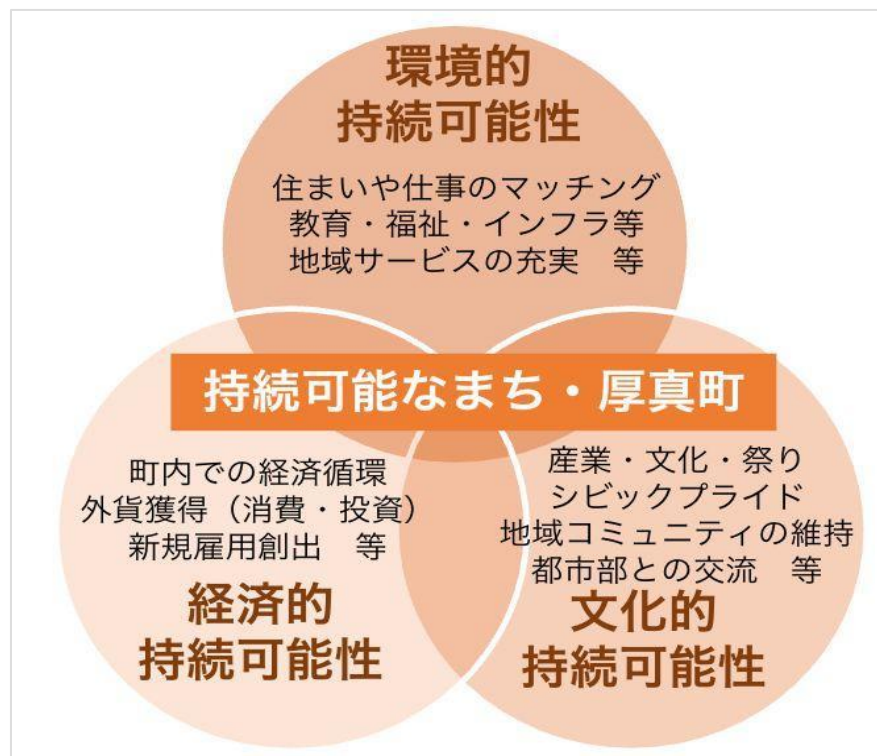 環境的
持続可能性
住まいや仕事のマッチング
教育・福祉・インフラ等
地域サービスの充実　等
持続可能なまち・厚真町
町内での経済循環
外貨獲得（消費・投資）
新規雇用創出　等
経済的
持続可能性
産業・文化・祭り
シビックプライド
地域コミュニティの維持
都市部との交流　等
文化的
持続可能性